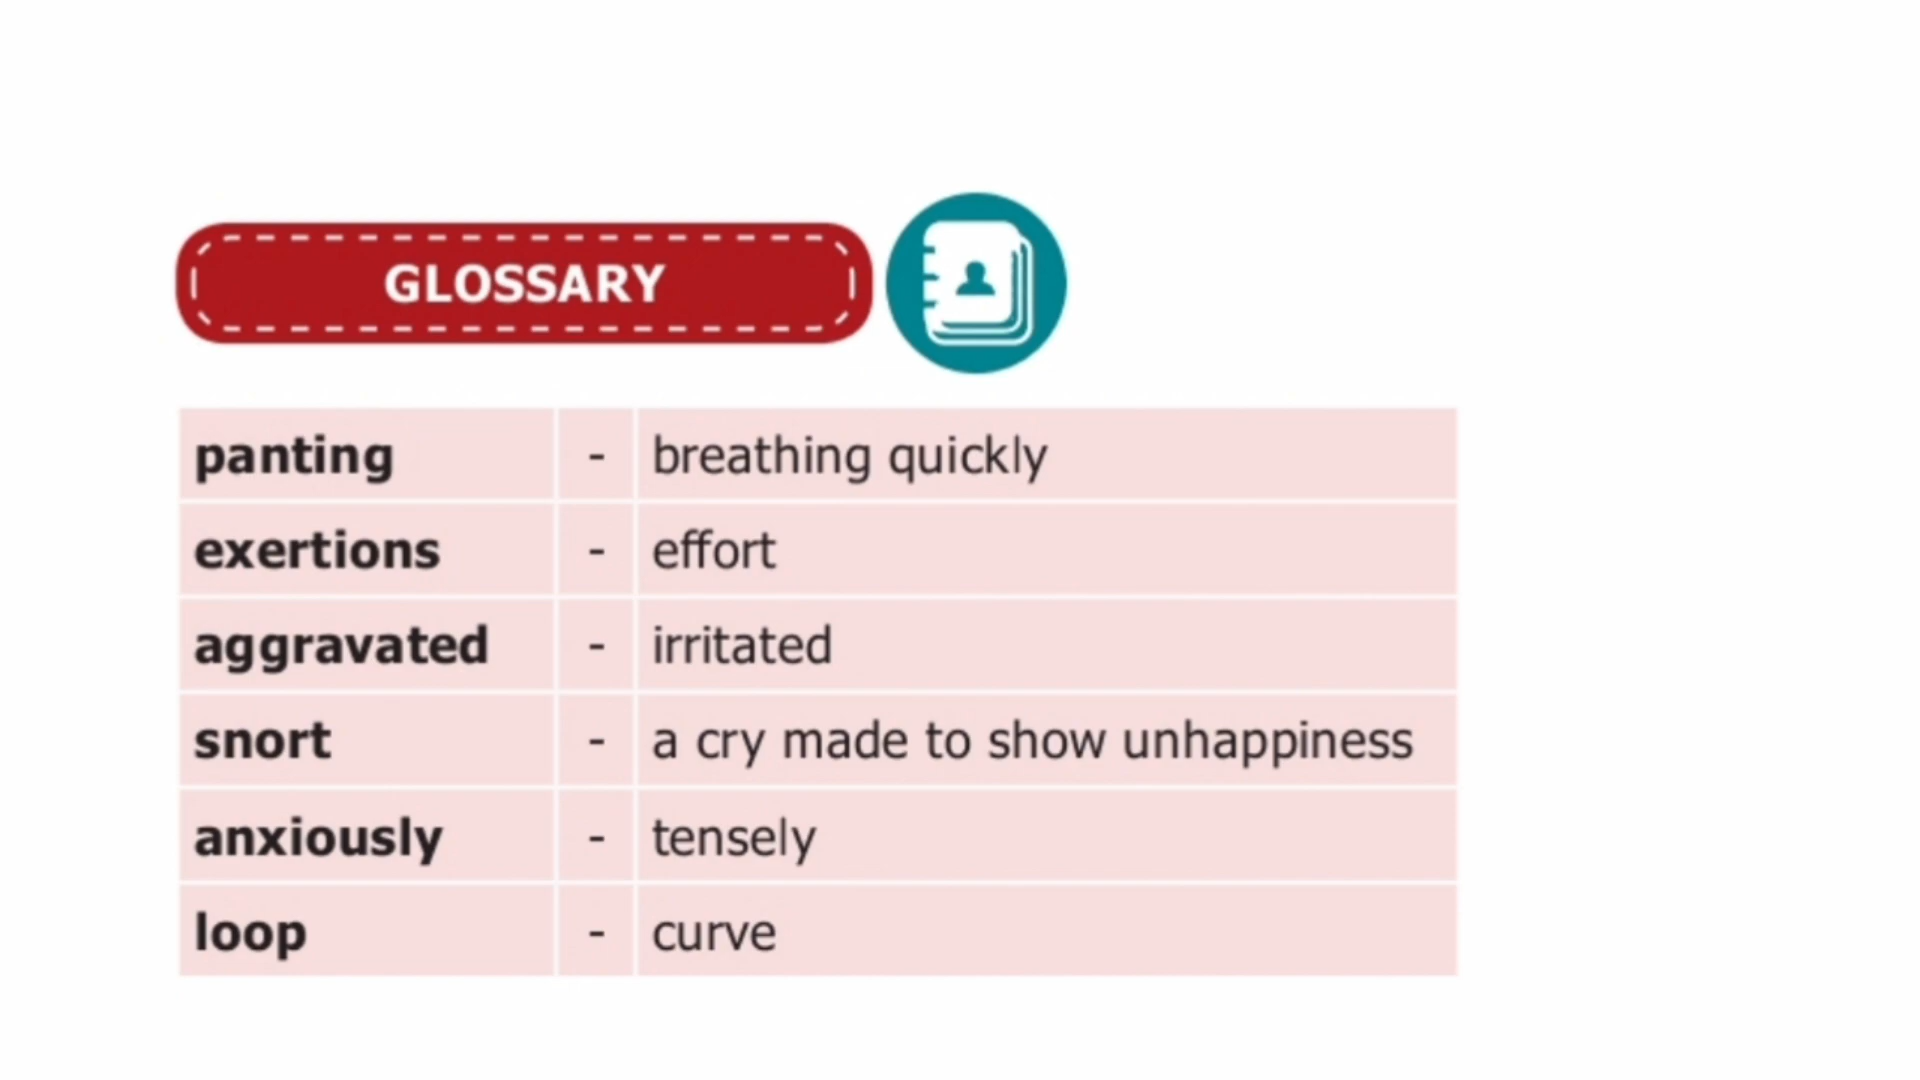 GLOSSARY
panting - breathing quickly
exertions - effort
aggravated - irritated
snort - a cry made to show unhappiness
anxiously - tensely
loop - curve